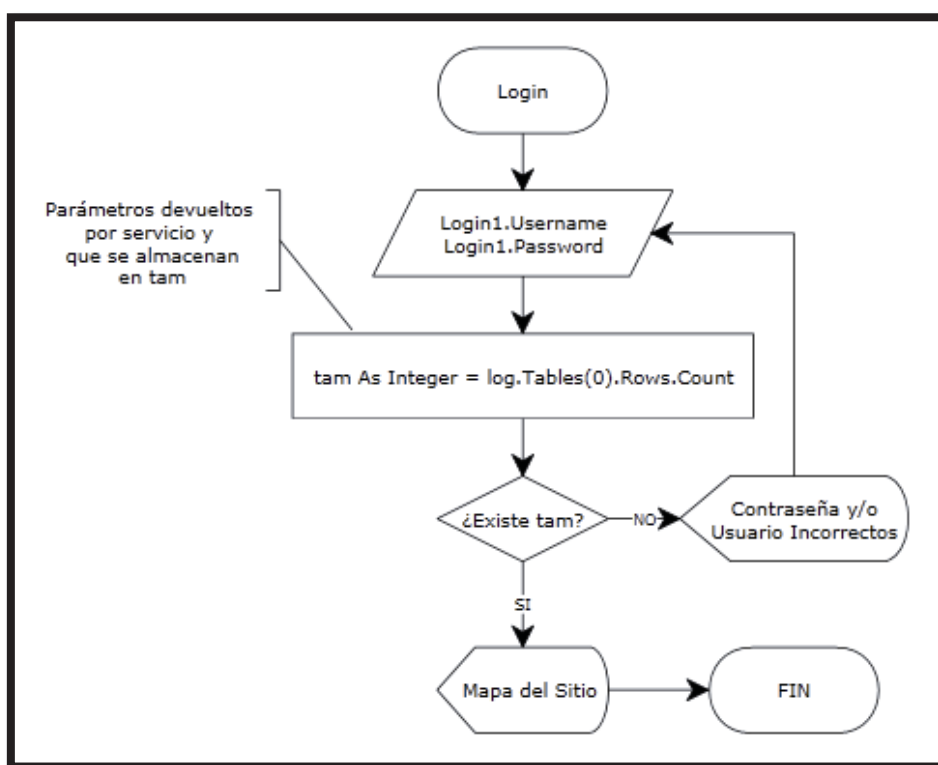 Login
Login1.Username
Login1.Password
Parámetros devueltos
por servicio y
que se almacenan
en tam
tam As Integer = log.Tables(0).Rows.Count
¿Existe tam?
NO
Contraseña y/o
Usuario Incorrectos
SI
Mapa del Sitio
FIN